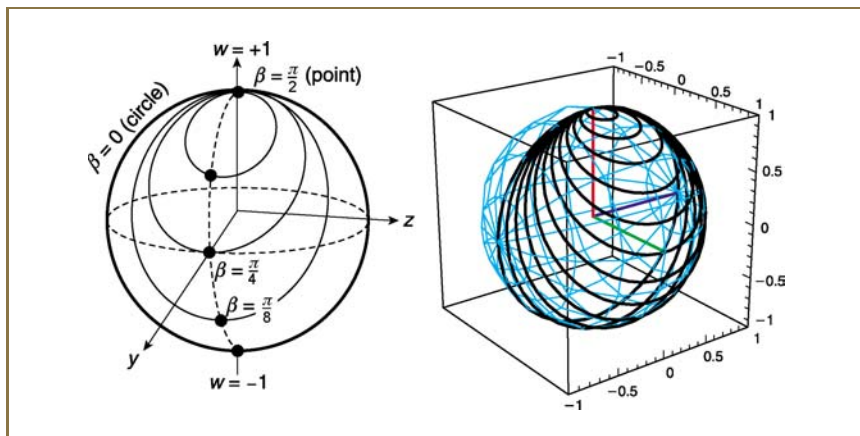 w = +1
β = π/2 (point)
β = 0 (circle)
z
β = π/4
β = π/8
y
w = −1
−1
−0.5
0
0.5
1
1
0.5
0
−0.5
−1
1
0.5
0
−0.5
−1